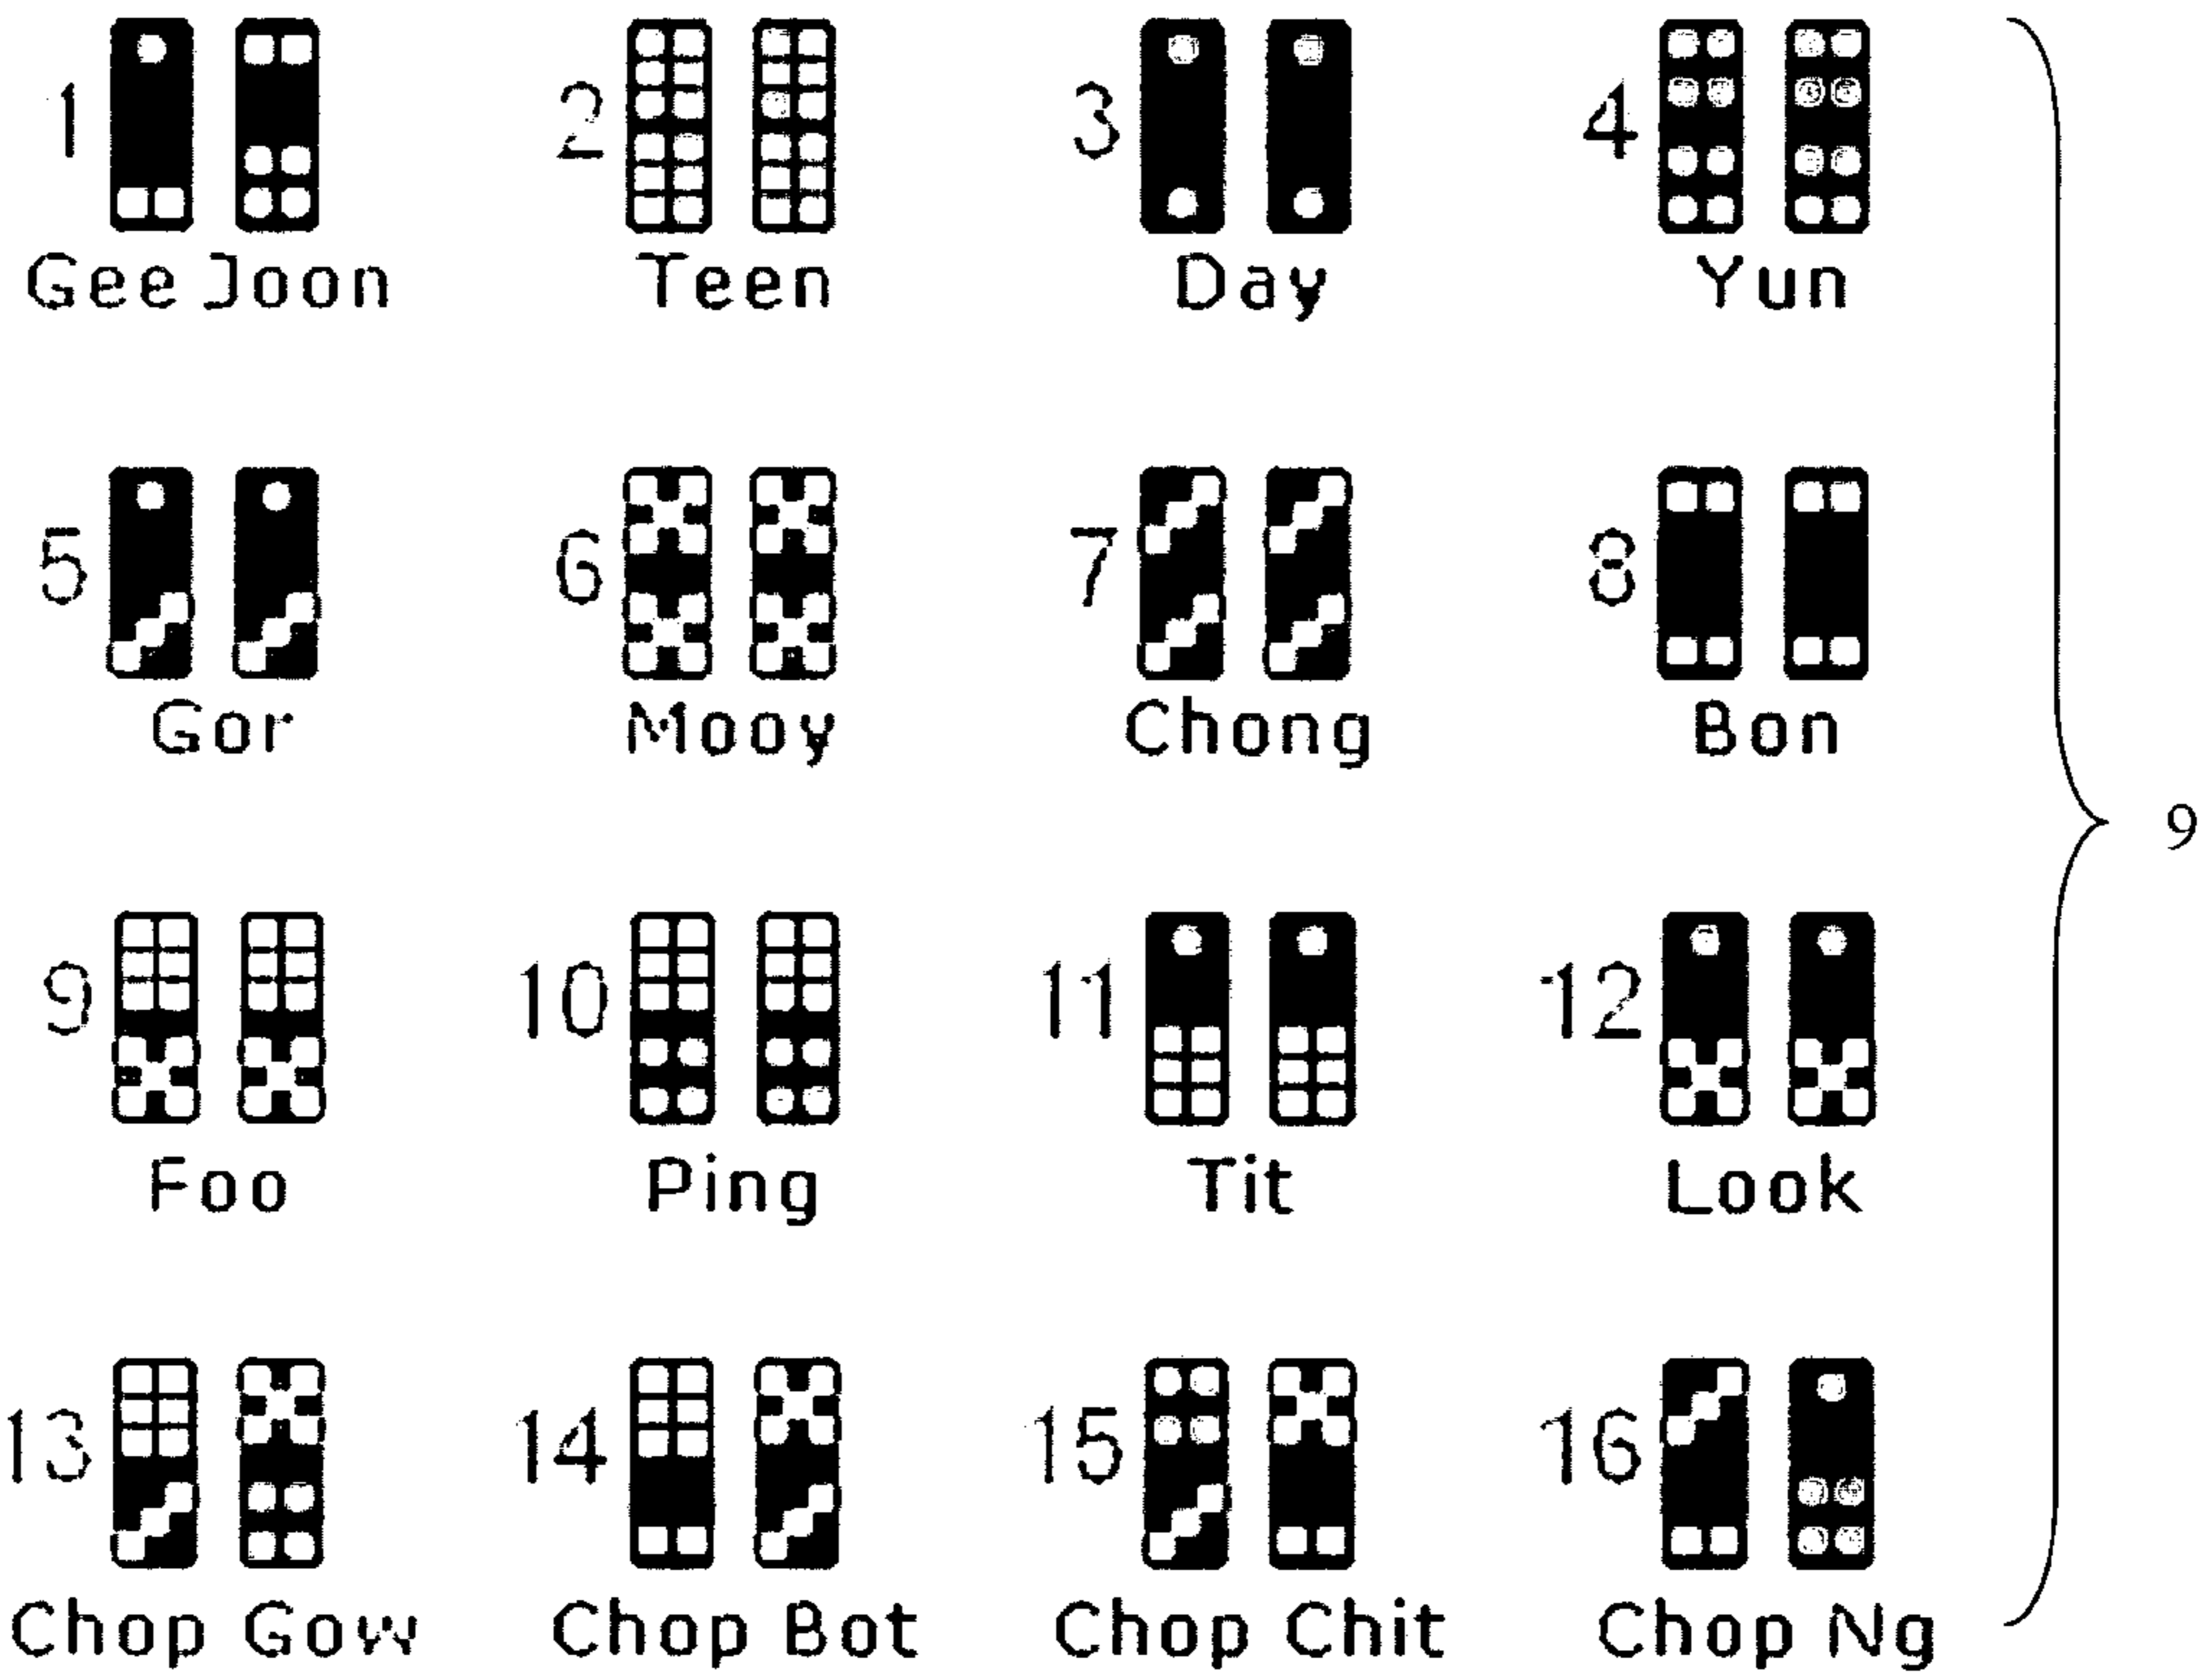 1 2 3 4
Gee Joon Teen Day Yun
5 6 7 8
Gor Mooy Chong Bon
9
9 10 11 12
Foo Ping Tit Look
13 14 15 16
Chop Gow Chop Bot Chop Chit Chop Ng